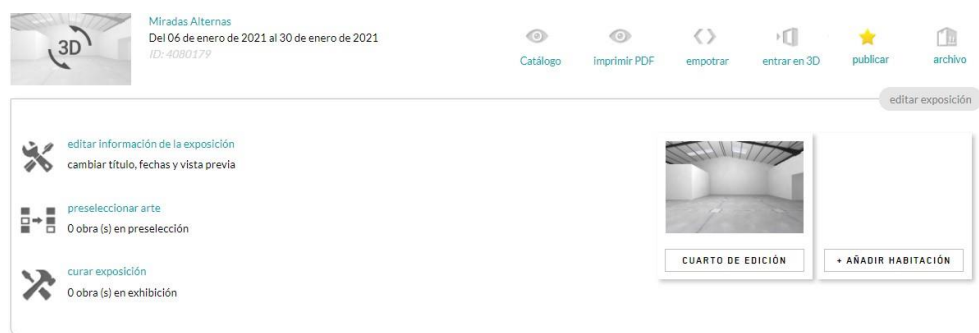 3D
Miradas Alternas
Del 06 de enero de 2021 al 30 de enero de 2021
ID: 4080179
Catálogo
imprimir PDF
empotrar
entrar en 3D
publicar
archivo
editar exposición
editar información de la exposición
cambiar título, fechas y vista previa
preseleccionar arte
0 obra (s) en preselección
curar exposición
0 obra (s) en exhibición
CUARTO DE EDICIÓN
+ AÑADIR HABITACIÓN